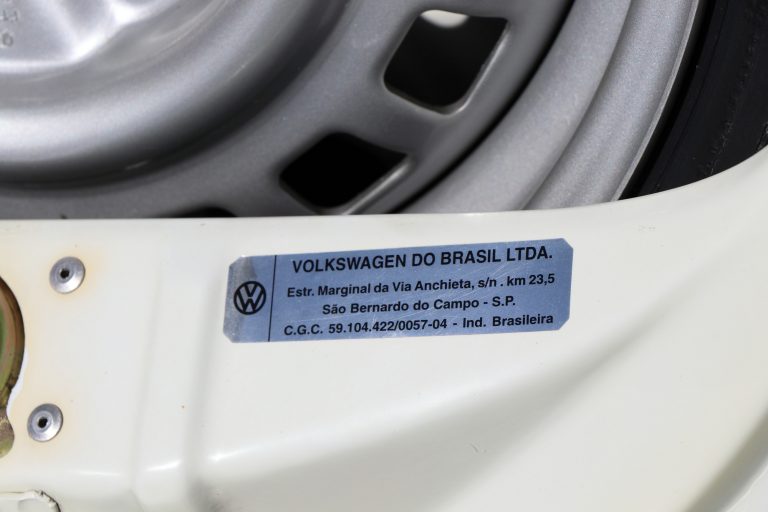 VOLKSWAGEN DO BRASIL LTDA.
Estr. Marginal da Via Anchieta, s/n . km 23,5
São Bernardo do Campo - S.P.
C.G.C. 59.104.422/0057-04 - Ind. Brasileira